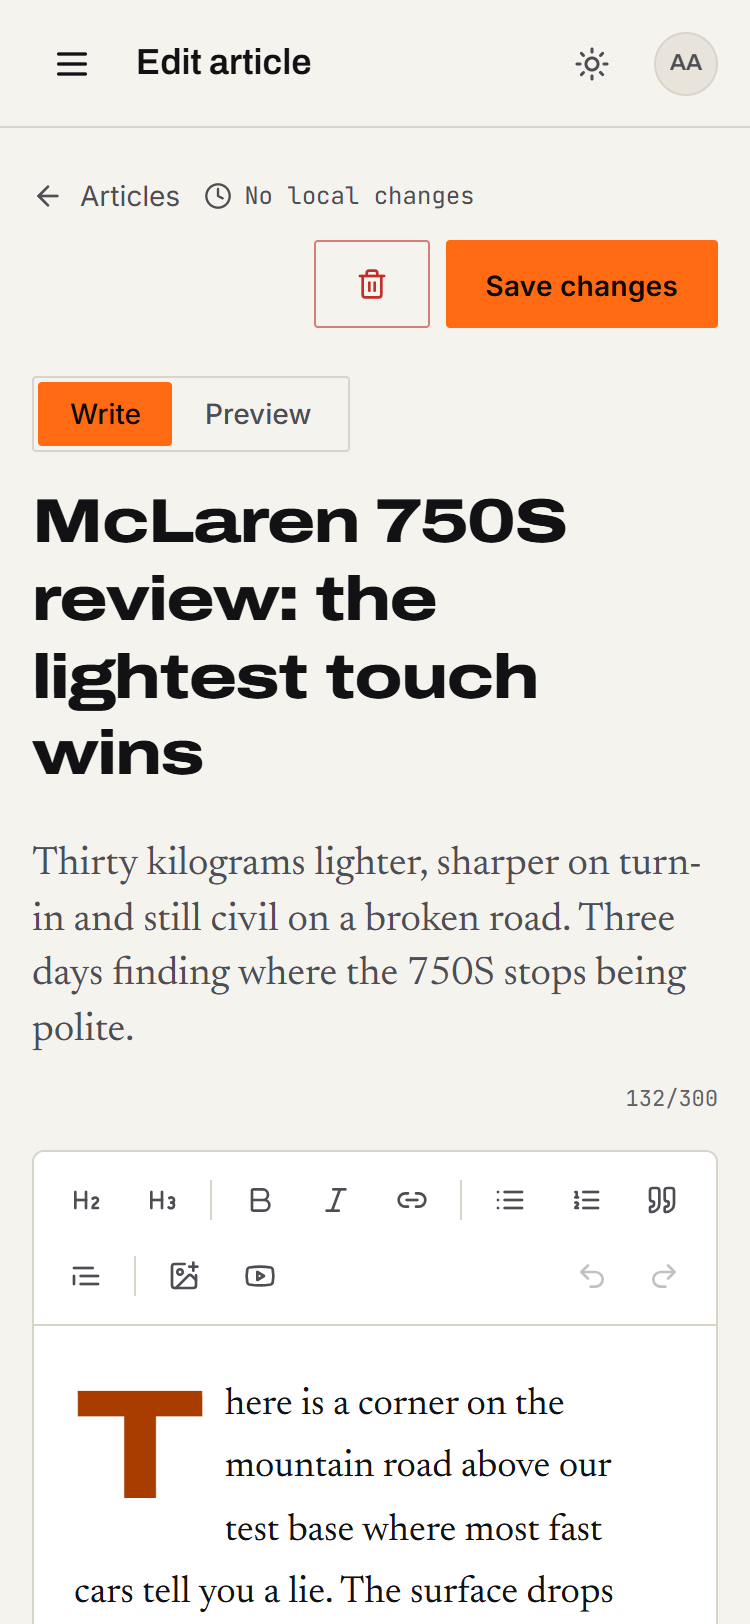 Edit article
AA
Articles
No local changes
Save changes
Write
Preview
McLaren 750S
review: the
lightest touch
wins
Thirty kilograms lighter, sharper on turn-
in and still civil on a broken road. Three
days finding where the 750S stops being
polite.
132/300
H2
H3
B
I
There is a corner on the
mountain road above our
test base where most fast
cars tell you a lie. The surface drops